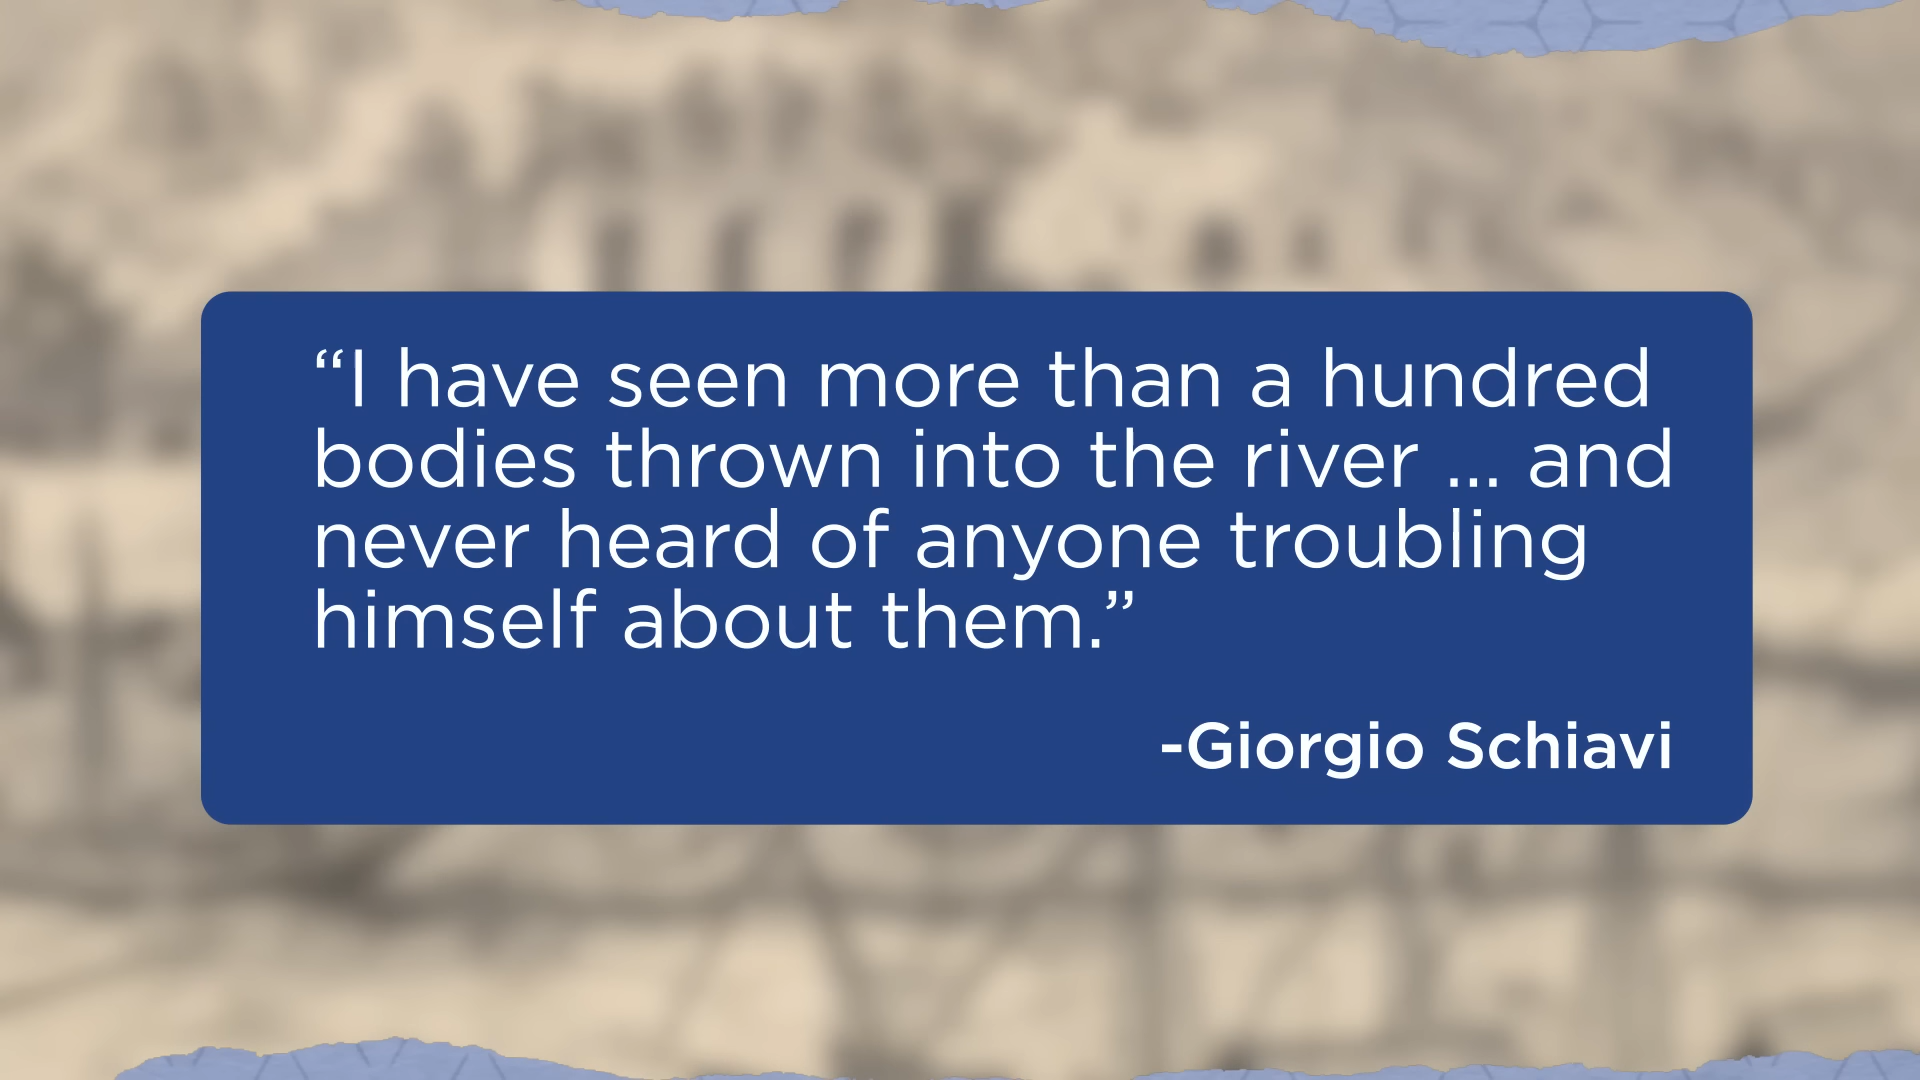 “I have seen more than a hundred
bodies thrown into the river ... and
never heard of anyone troubling
himself about them.”
-Giorgio Schiavi